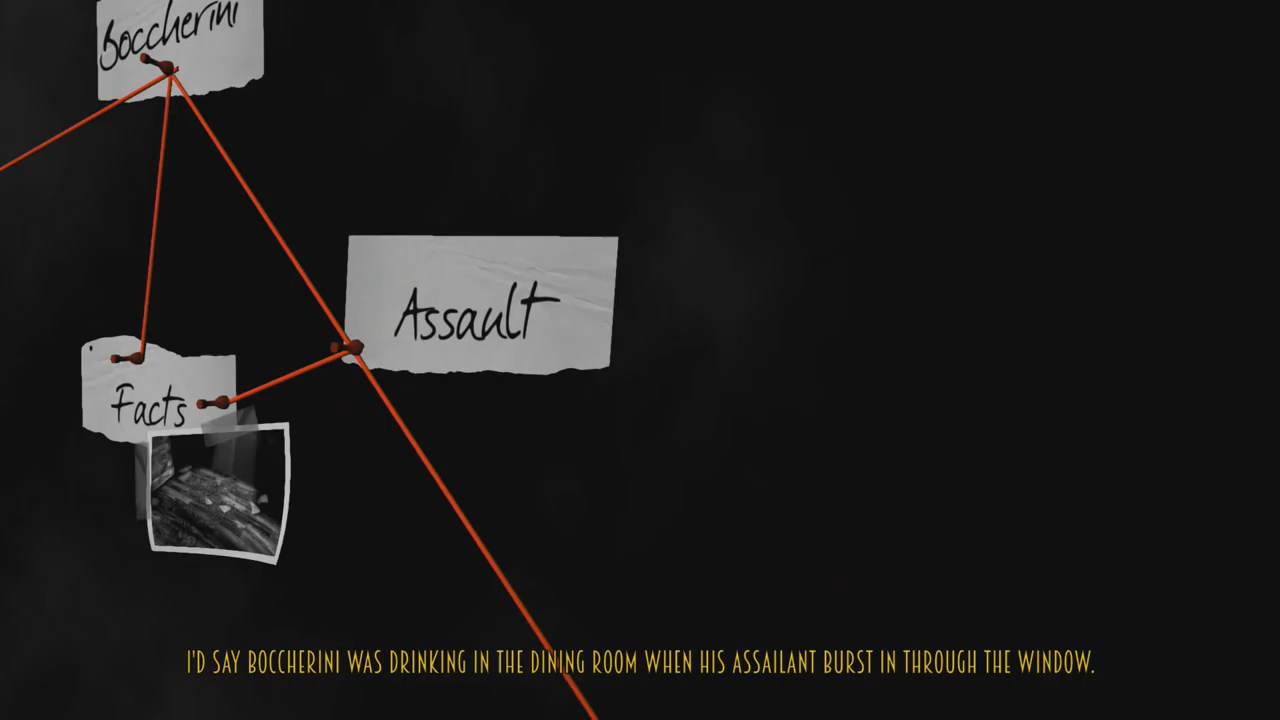 Boccherini
Assault
Facts
I'D SAY BOCCHERINI WAS DRINKING IN THE DINING ROOM WHEN HIS ASSAILANT BURST IN THROUGH THE WINDOW.